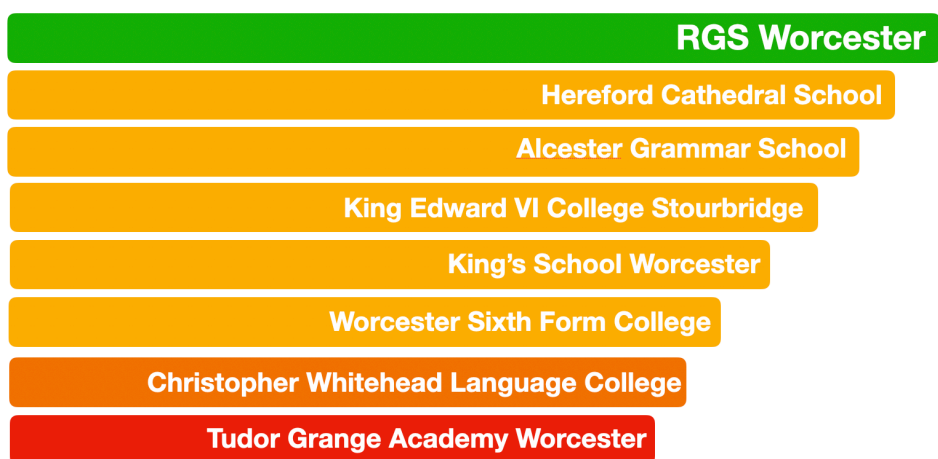 RGS Worcester
Hereford Cathedral School
Alcester Grammar School
King Edward VI College Stourbridge
King’s School Worcester
Worcester Sixth Form College
Christopher Whitehead Language College
Tudor Grange Academy Worcester